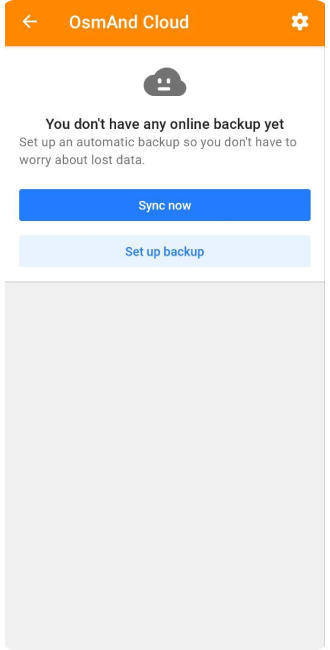 OsmAnd Cloud
You don't have any online backup yet
Set up an automatic backup so you don't have to
worry about lost data.
Sync now
Set up backup